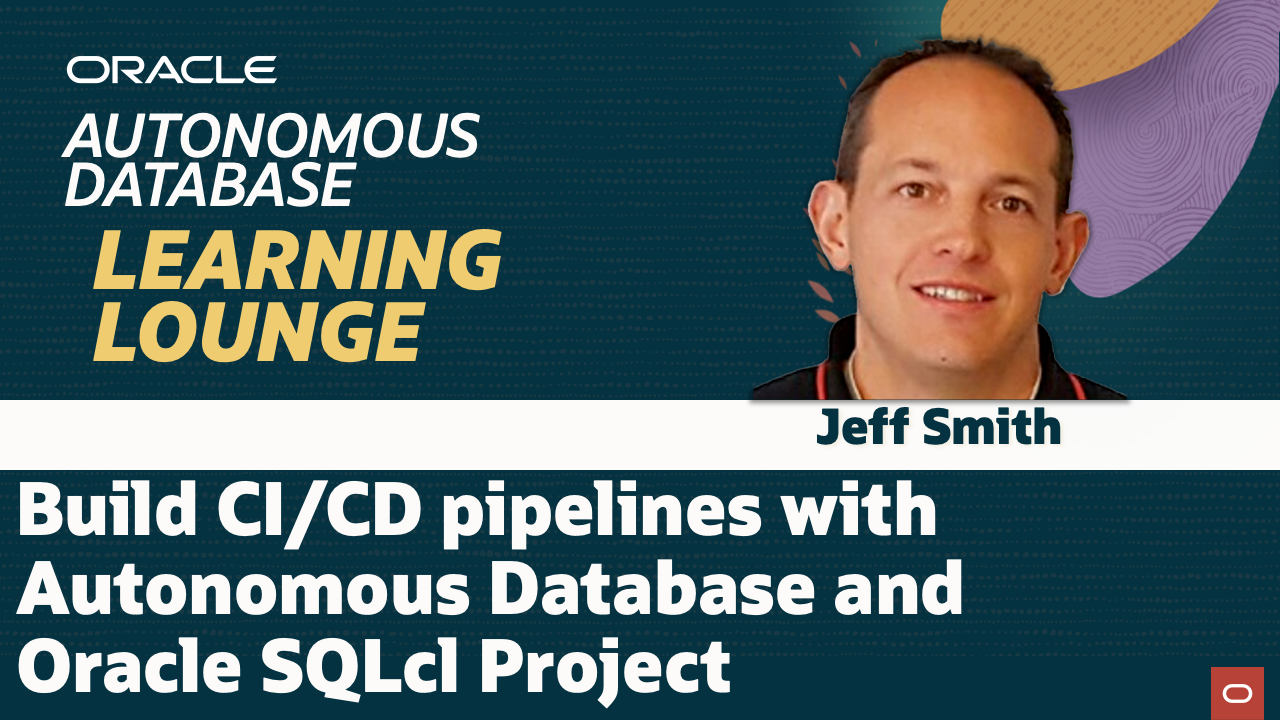 ORACLE
AUTONOMOUS
DATABASE
LEARNING
LOUNGE
Jeff Smith
Build CI/CD pipelines with
Autonomous Database and
Oracle SQLcl Project